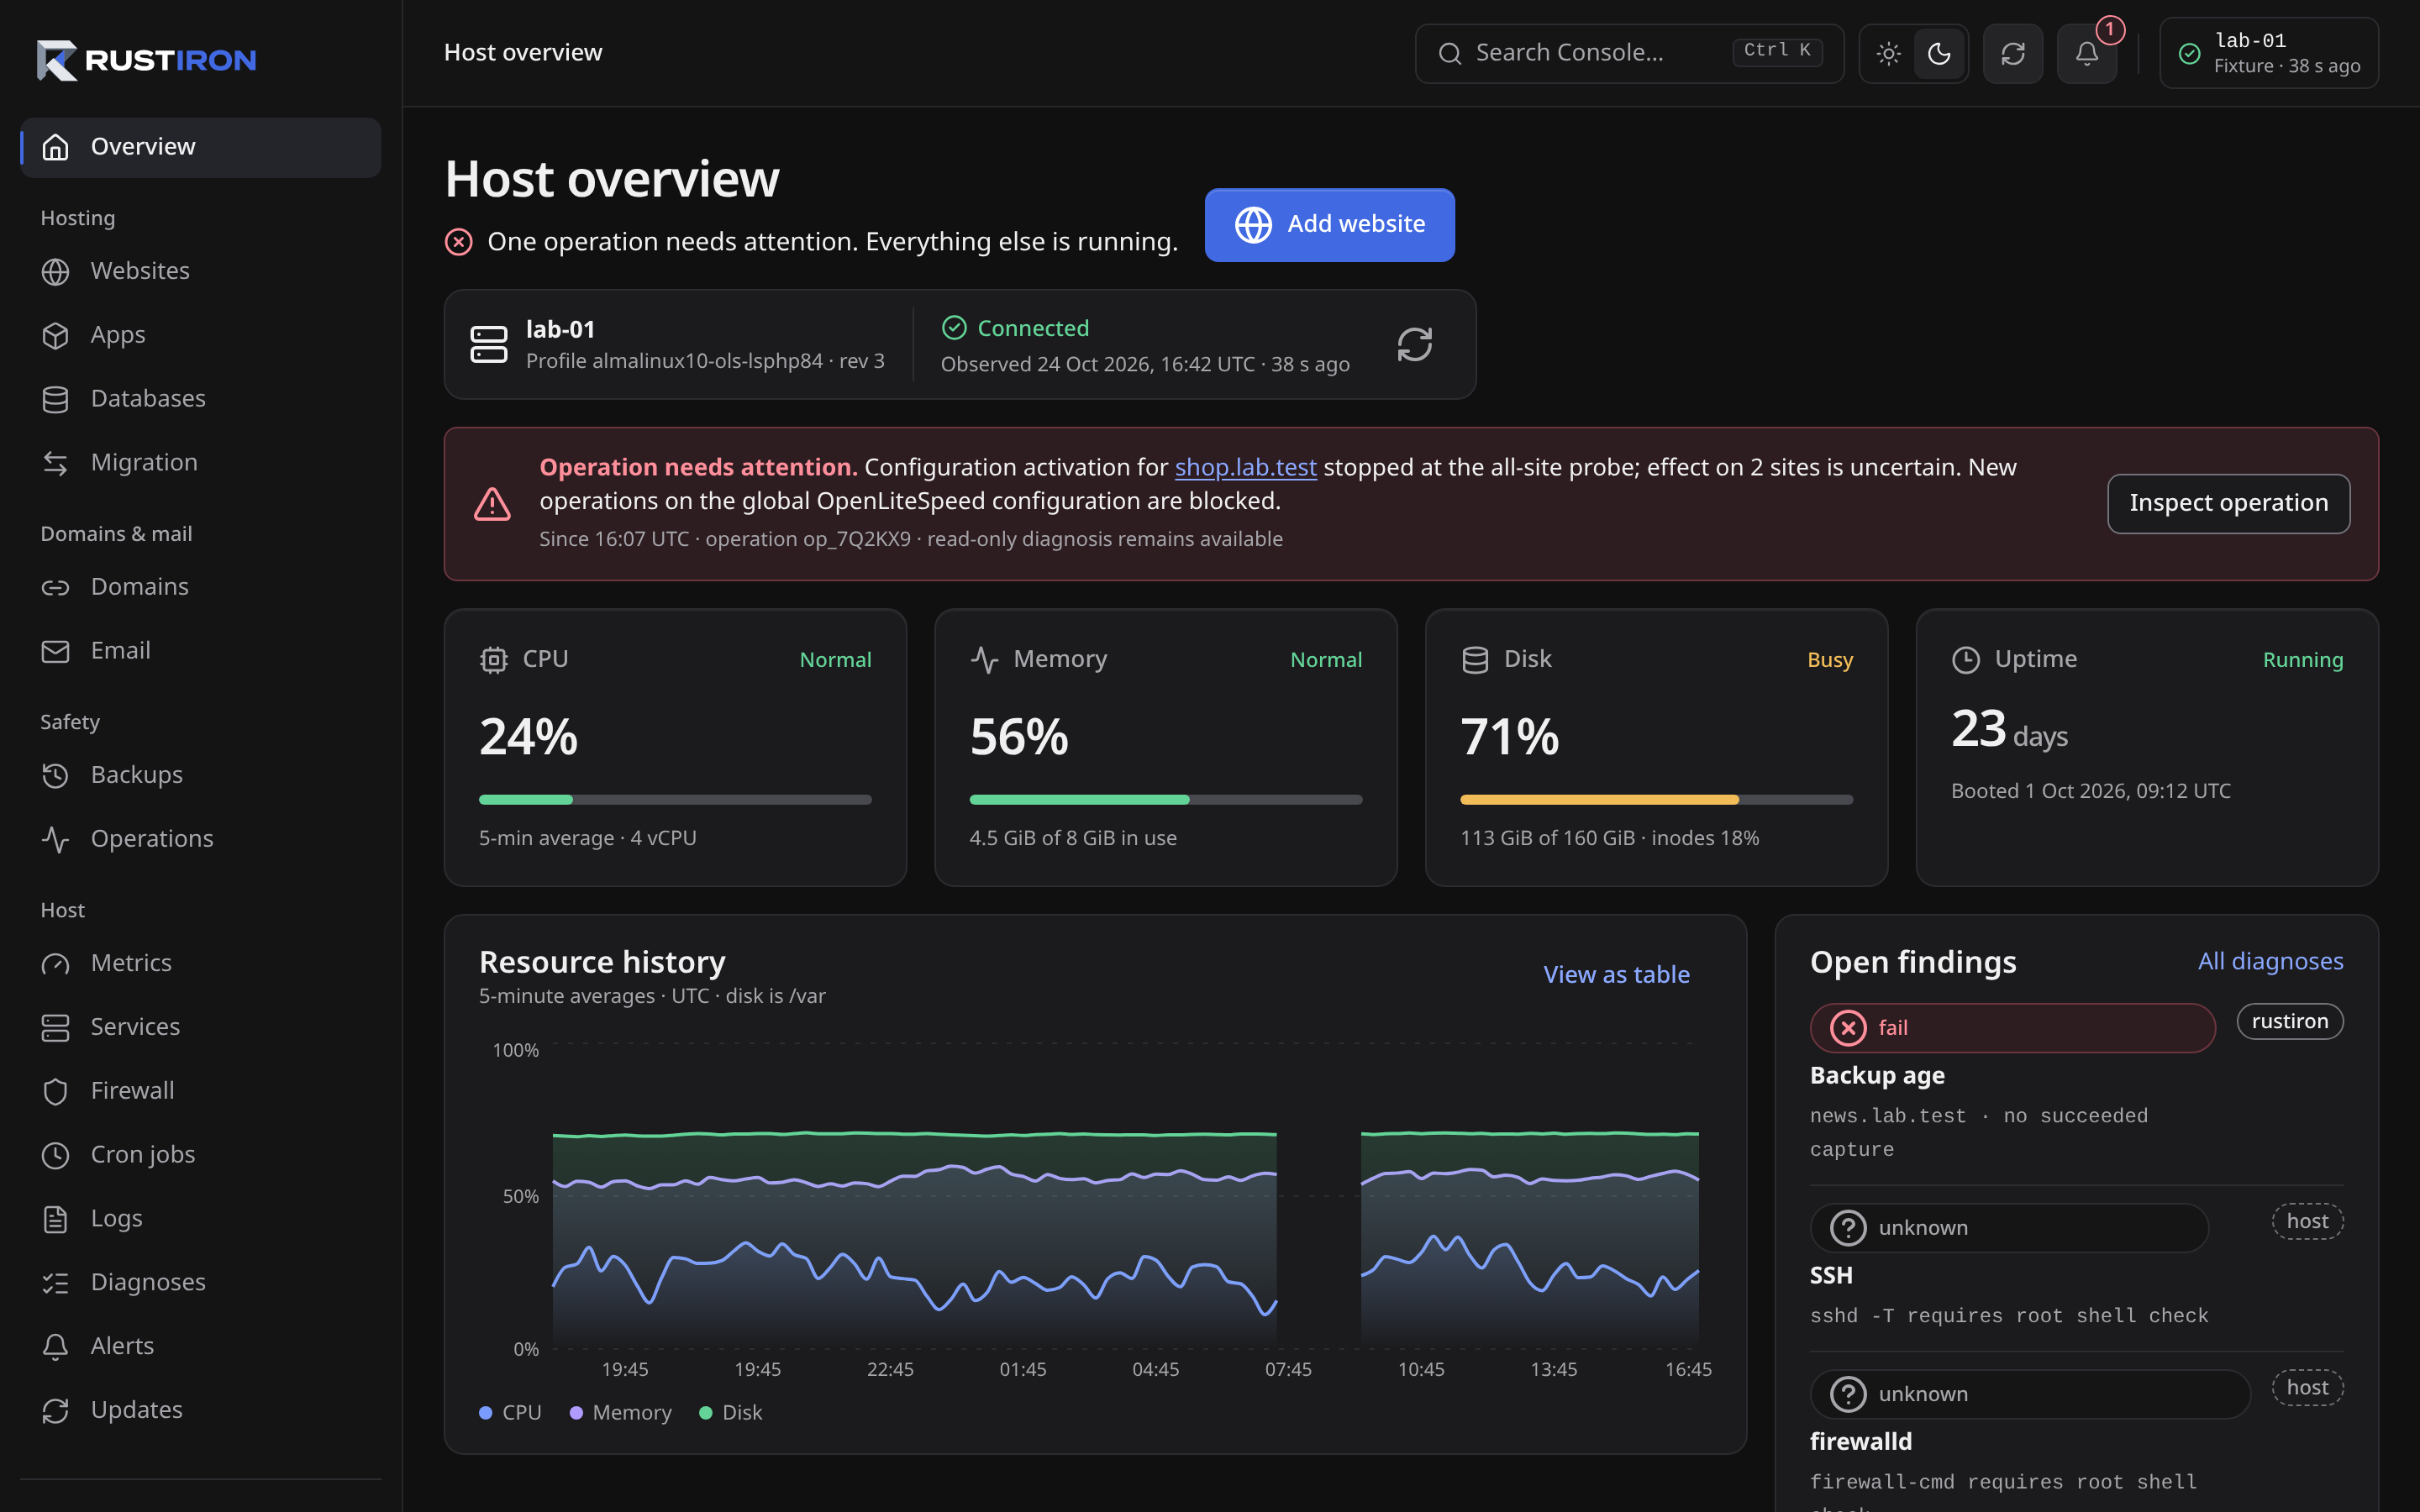 RUSTIRON
Overview
Hosting
Websites
Apps
Databases
Migration
Domains & mail
Domains
Email
Safety
Backups
Operations
Host
Metrics
Services
Firewall
Cron jobs
Logs
Diagnoses
Alerts
Updates
Host overview
Search Console...
Ctrl K
1
lab-01
Fixture · 38 s ago
Host overview
One operation needs attention. Everything else is running.
Add website
lab-01
Profile almalinux10-ols-lsphp84 · rev 3
Connected
Observed 24 Oct 2026, 16:42 UTC · 38 s ago
Operation needs attention. Configuration activation for shop.lab.test stopped at the all-site probe; effect on 2 sites is uncertain. New
operations on the global OpenLiteSpeed configuration are blocked.
Since 16:07 UTC · operation op_7Q2KX9 · read-only diagnosis remains available
Inspect operation
CPU
Normal
24%
5-min average · 4 vCPU
Memory
Normal
56%
4.5 GiB of 8 GiB in use
Disk
Busy
71%
113 GiB of 160 GiB · inodes 18%
Uptime
Running
23 days
Booted 1 Oct 2026, 09:12 UTC
Resource history
5-minute averages · UTC · disk is /var
View as table
100%
50%
0%
19:45 19:45 22:45 01:45 04:45 07:45 10:45 13:45 16:45
CPU Memory Disk
Open findings
All diagnoses
fail
rustiron
Backup age
news.lab.test · no succeeded
capture
unknown
host
SSH
sshd -T requires root shell check
unknown
host
firewalld
firewall-cmd requires root shell